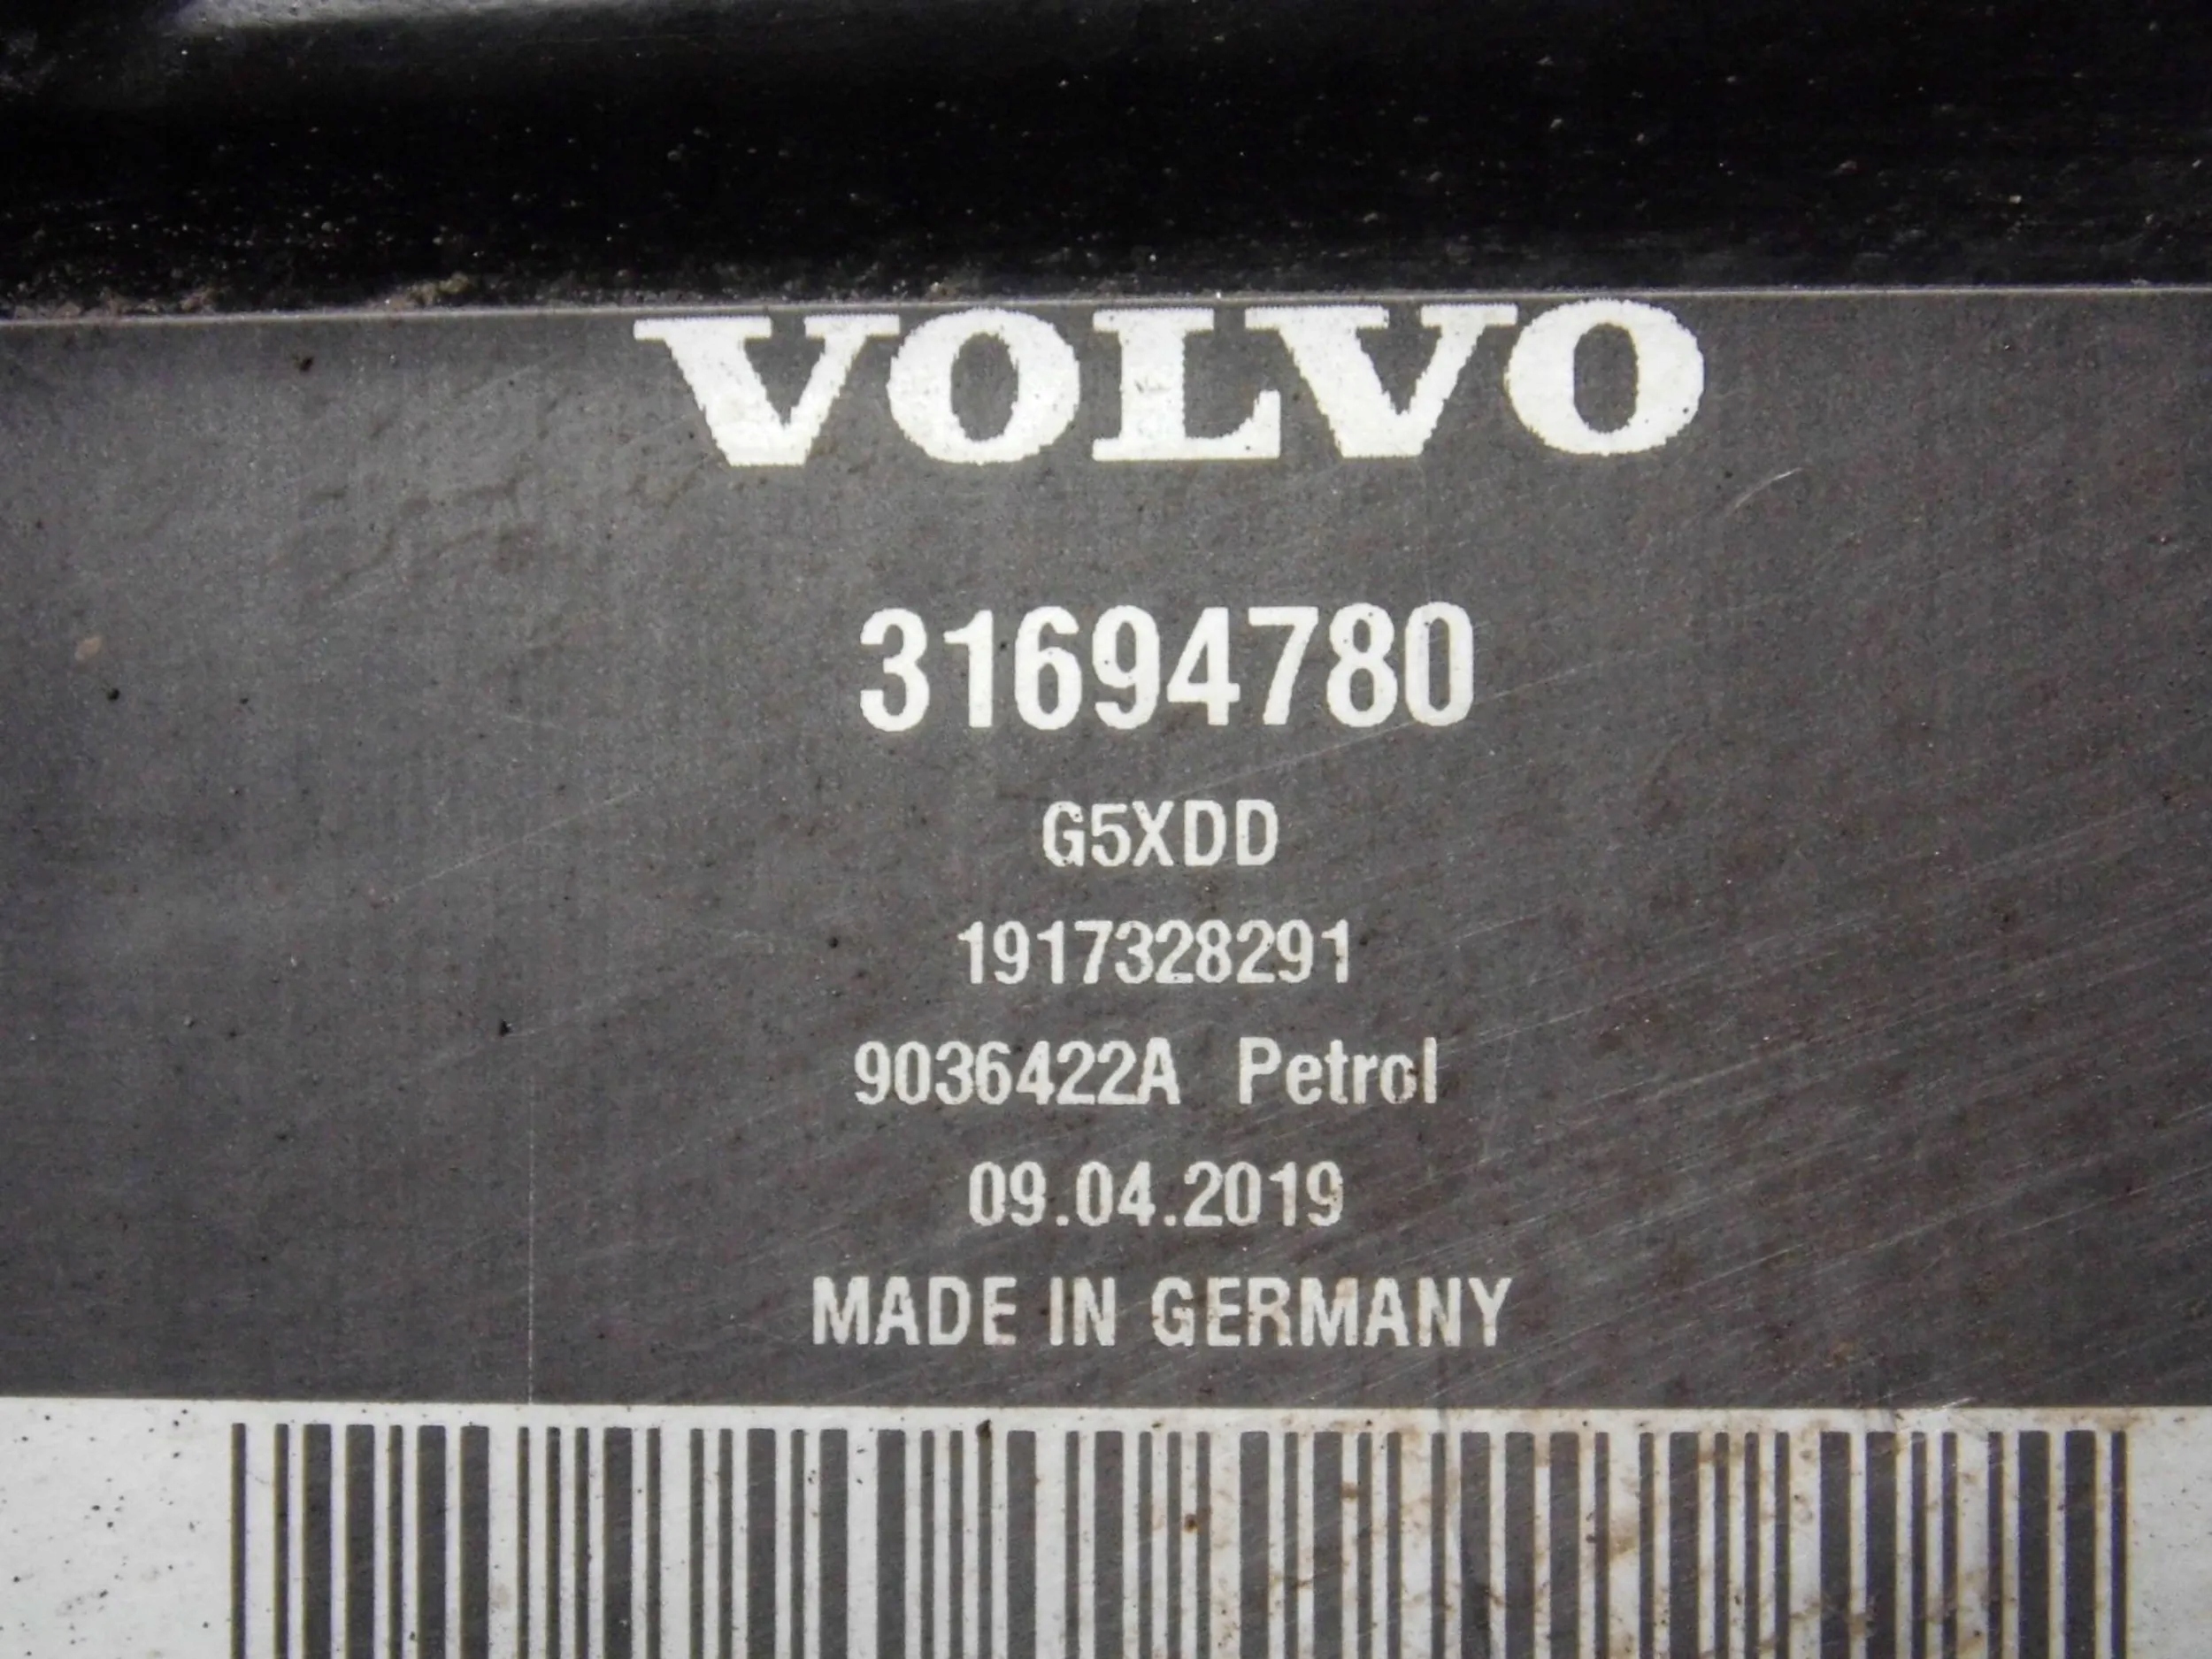 VOLVO
31694780
G5XDD
1917328291
9036422A Petrol
09.04.2019
MADE IN GERMANY